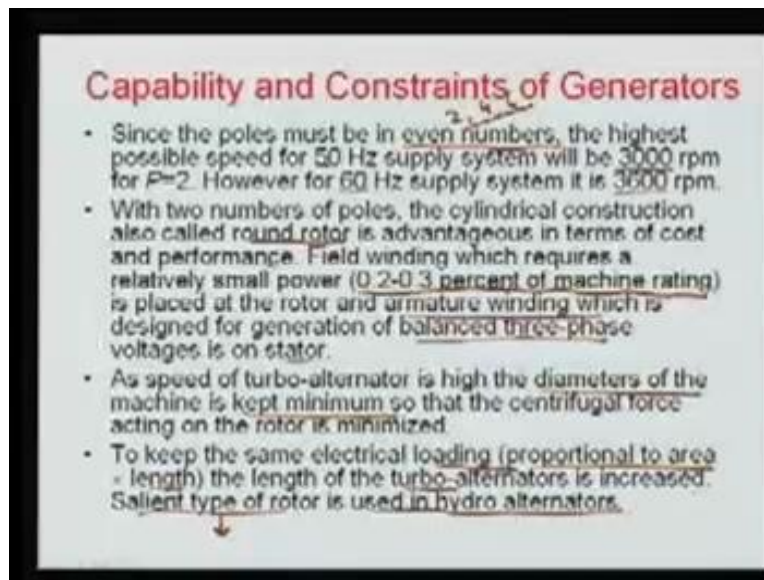 Capability and Constraints of Generators
2, 4, 6
• Since the poles must be in even numbers, the highest
possible speed for 50 Hz supply system will be 3000 rpm
for P=2. However for 60 Hz supply system it is 3600 rpm.
• With two numbers of poles, the cylindrical construction
also called round rotor is advantageous in terms of cost
and performance. Field winding which requires a
relatively small power (0.2-0.3 percent of machine rating)
is placed at the rotor and armature winding which is
designed for generation of balanced three-phase
voltages is on stator.
• As speed of turbo-alternator is high the diameters of the
machine is kept minimum so that the centrifugal force
acting on the rotor is minimized.
• To keep the same electrical loading (proportional to area
× length) the length of the turbo-alternators is increased.
Salient type of rotor is used in hydro alternators.